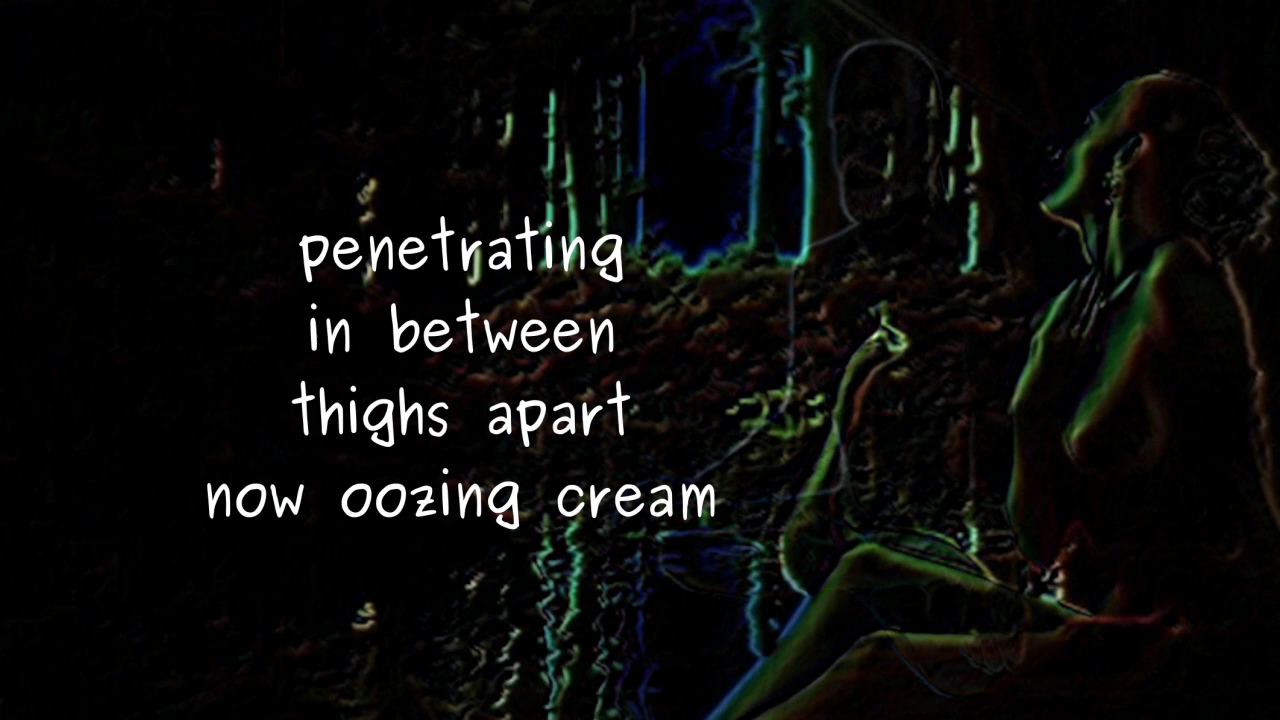 penetrating
in between
thighs apart
now oozing cream